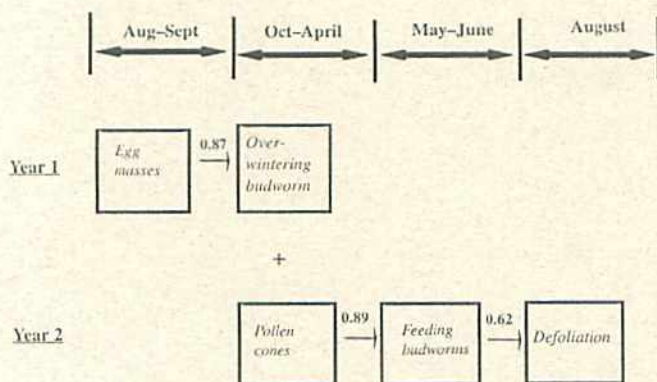 Aug–Sept Oct–April May–June August
Year 1
Egg
masses
0.87
Over-
wintering
budworm
+
Year 2
Pollen
cones
0.89
Feeding
budworms
0.62
Defoliation